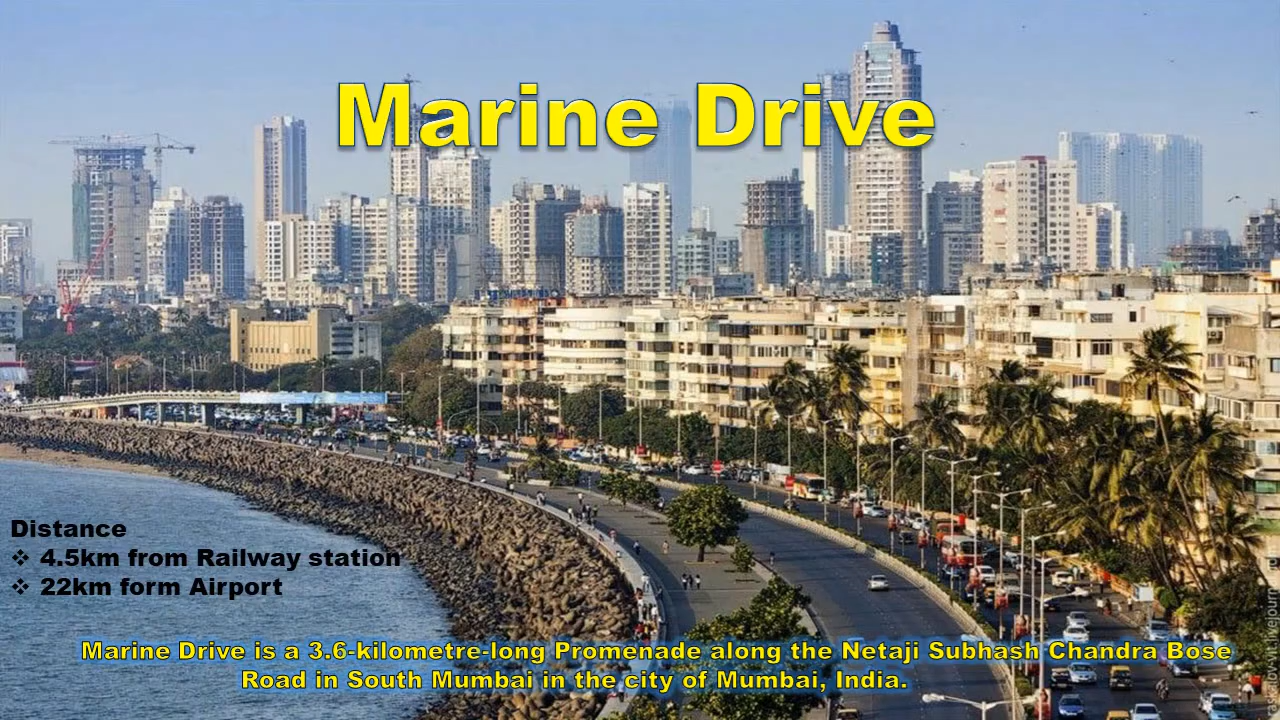 Marine Drive
Distance
❖ 4.5km from Railway station
❖ 22km form Airport
Marine Drive is a 3.6-kilometre-long Promenade along the Netaji Subhash Chandra Bose
Road in South Mumbai in the city of Mumbai, India.